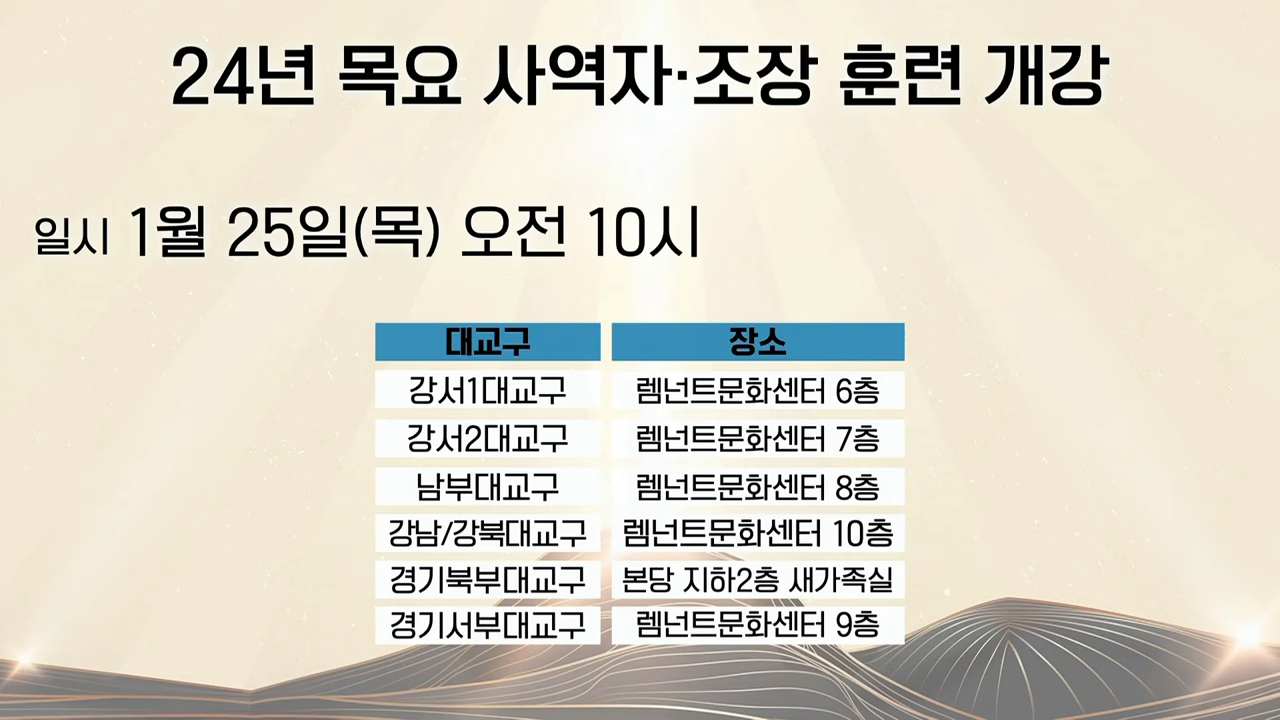 24년 목요 사역자·조장 훈련 개강
일시 1월 25일(목) 오전 10시
대교구 장소
강서1대교구 렘넌트문화센터 6층
강서2대교구 렘넌트문화센터 7층
남부대교구 렘넌트문화센터 8층
강남/강북대교구 렘넌트문화센터 10층
경기북부대교구 본당 지하2층 새가족실
경기서부대교구 렘넌트문화센터 9층